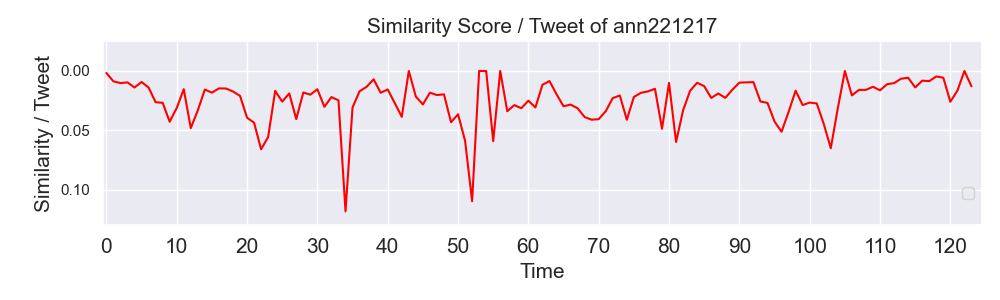 Similarity Score / Tweet of ann221217
Similarity / Tweet
0.00
0.05
0.10
0 10 20 30 40 50 60 70 80 90 100 110 120
Time